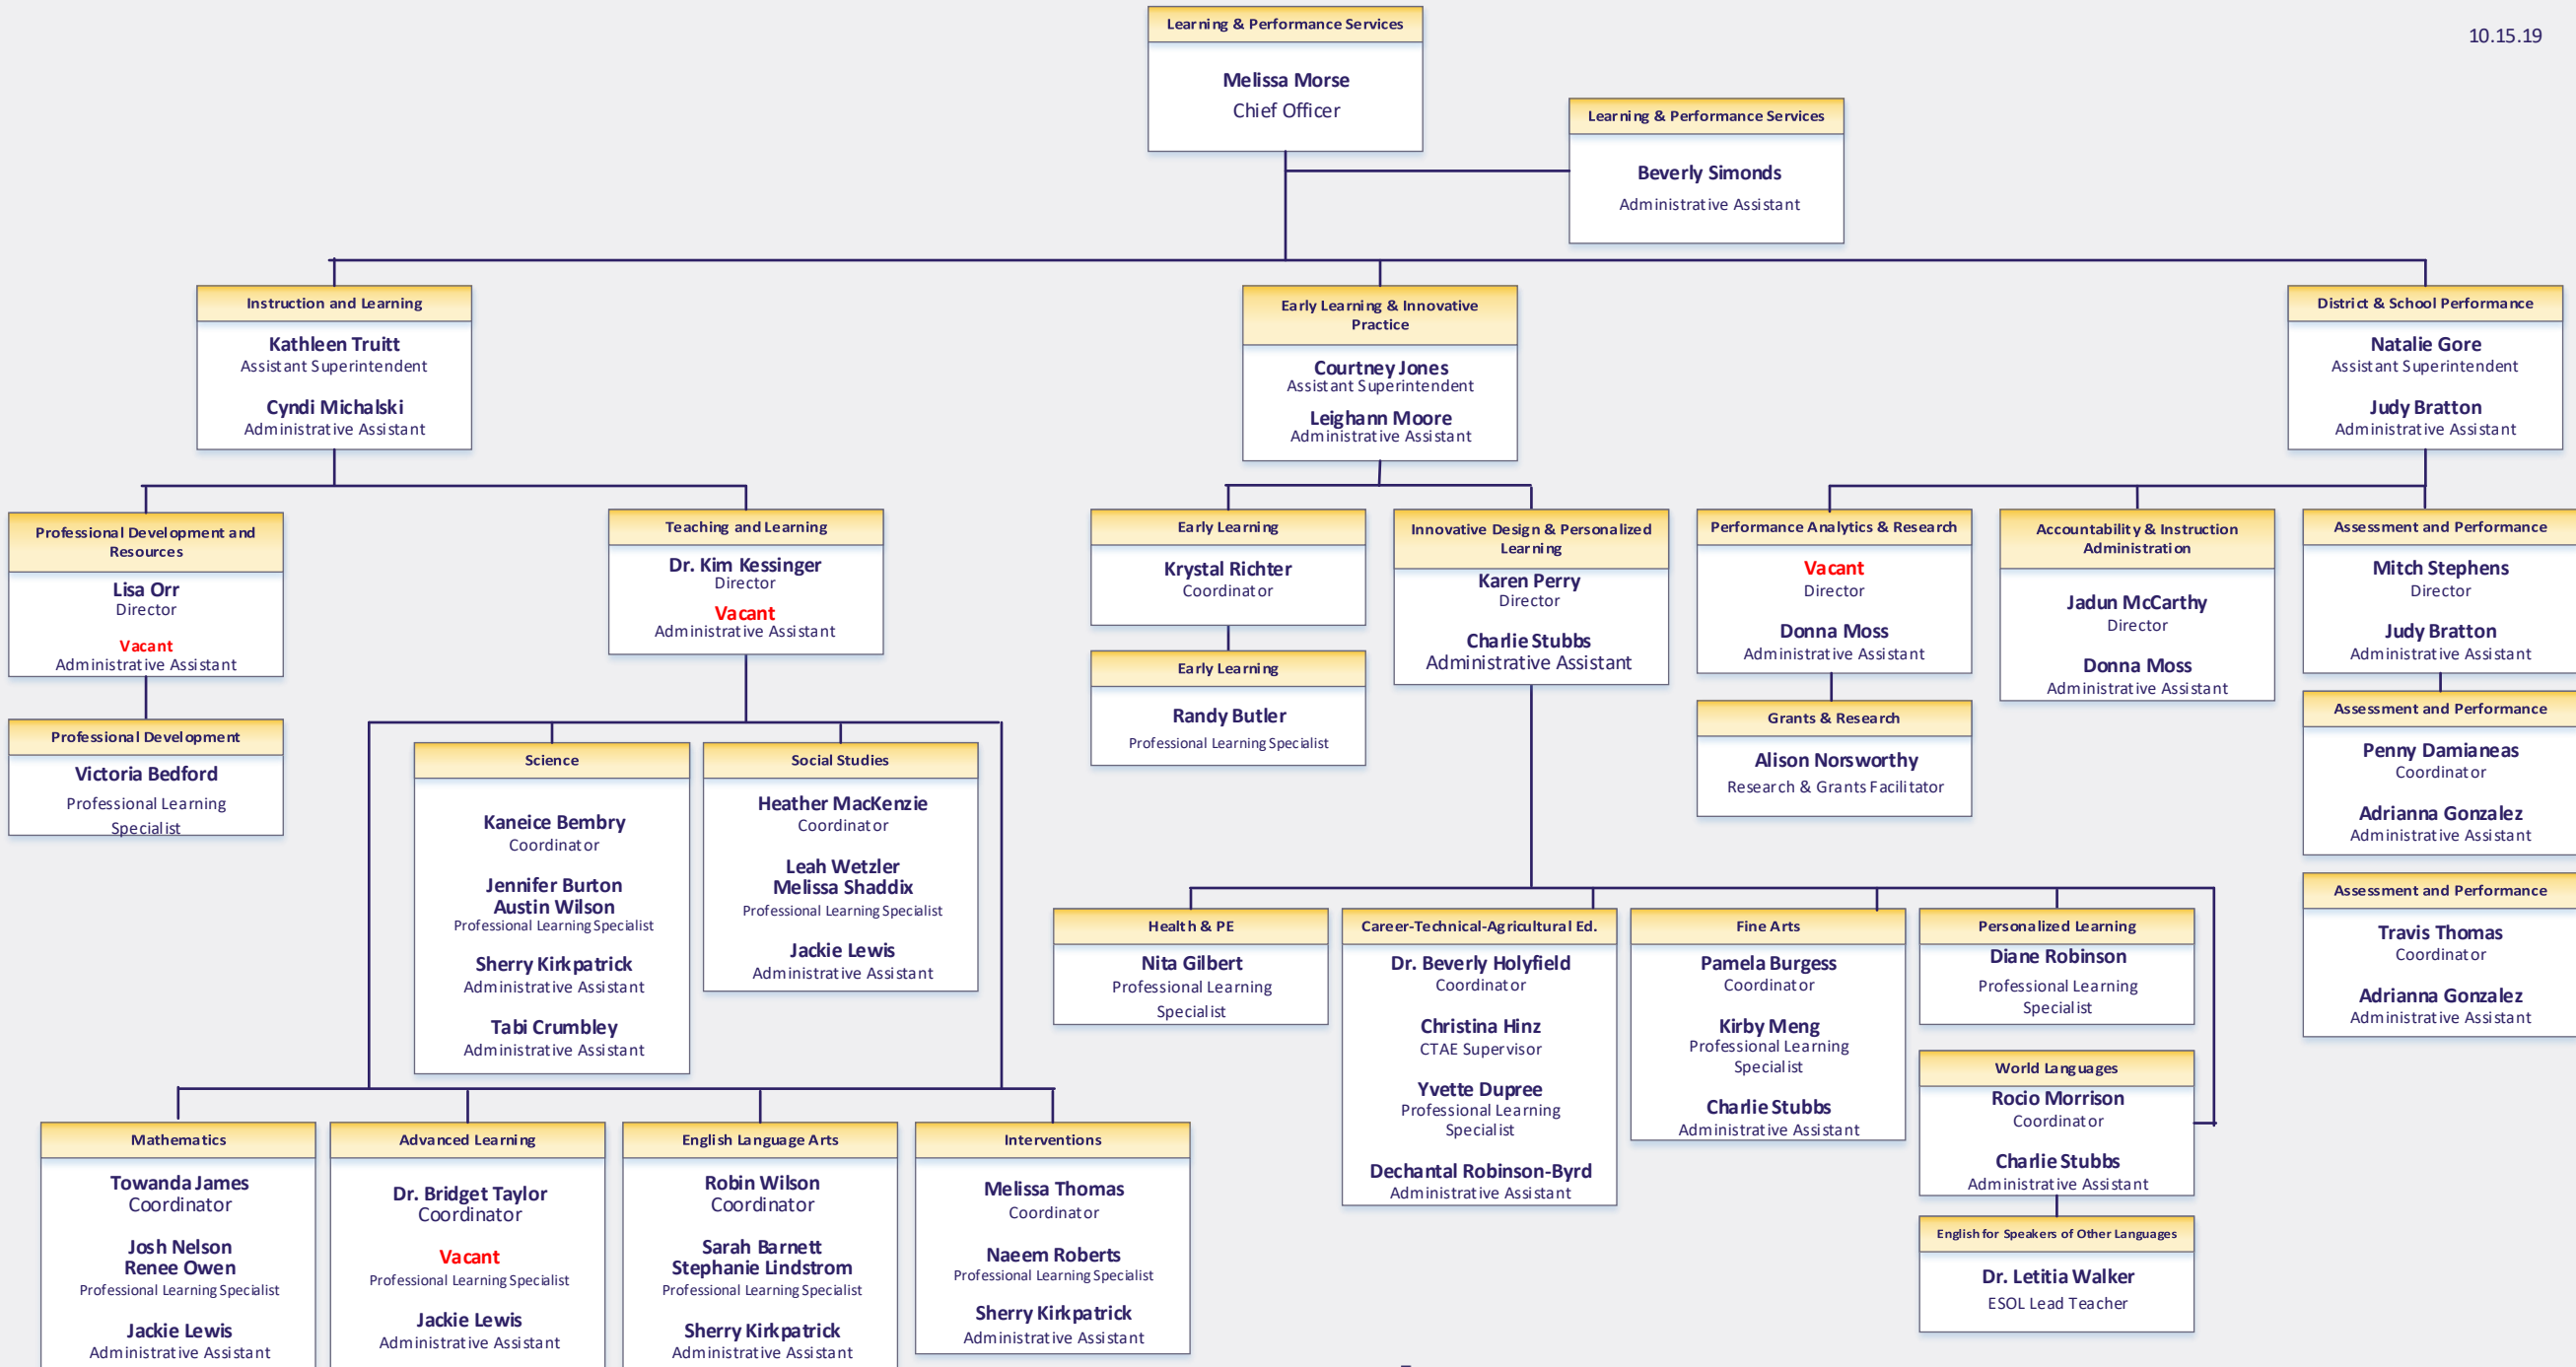 Learning & Performance Services
Melissa Morse
Chief Officer
10.15.19
Learning & Performance Services
Beverly Simonds
Administrative Assistant
Instruction and Learning
Kathleen Truitt
Assistant Superintendent
Cyndi Michalski
Administrative Assistant
Early Learning & Innovative
Practice
Courtney Jones
Assistant Superintendent
Leighann Moore
Administrative Assistant
District & School Performance
Natalie Gore
Assistant Superintendent
Judy Bratton
Administrative Assistant
Professional Development and
Resources
Lisa Orr
Director
Vacant
Administrative Assistant
Professional Development
Victoria Bedford
Professional Learning
Specialist
Teaching and Learning
Dr. Kim Kessinger
Director
Vacant
Administrative Assistant
Science
Kaneice Bembry
Coordinator
Jennifer Burton
Austin Wilson
Professional Learning Specialist
Sherry Kirkpatrick
Administrative Assistant
Tabi Crumbley
Administrative Assistant
Social Studies
Heather MacKenzie
Coordinator
Leah Wetzler
Melissa Shaddix
Professional Learning Specialist
Jackie Lewis
Administrative Assistant
Mathematics
Towanda James
Coordinator
Josh Nelson
Renee Owen
Professional Learning Specialist
Jackie Lewis
Administrative Assistant
Advanced Learning
Dr. Bridget Taylor
Coordinator
Vacant
Professional Learning Specialist
Jackie Lewis
Administrative Assistant
English Language Arts
Robin Wilson
Coordinator
Sarah Barnett
Stephanie Lindstrom
Professional Learning Specialist
Sherry Kirkpatrick
Administrative Assistant
Interventions
Melissa Thomas
Coordinator
Naeem Roberts
Professional Learning Specialist
Sherry Kirkpatrick
Administrative Assistant
Early Learning
Krystal Richter
Coordinator
Early Learning
Randy Butler
Professional Learning Specialist
Innovative Design & Personalized
Learning
Karen Perry
Director
Charlie Stubbs
Administrative Assistant
Health & PE
Nita Gilbert
Professional Learning
Specialist
Career-Technical-Agricultural Ed.
Dr. Beverly Holyfield
Coordinator
Christina Hinz
CTAE Supervisor
Yvette Dupree
Professional Learning
Specialist
Dechantal Robinson-Byrd
Administrative Assistant
Fine Arts
Pamela Burgess
Coordinator
Kirby Meng
Professional Learning
Specialist
Charlie Stubbs
Administrative Assistant
Personalized Learning
Diane Robinson
Professional Learning
Specialist
World Languages
Rocio Morrison
Coordinator
Charlie Stubbs
Administrative Assistant
English for Speakers of Other Languages
Dr. Letitia Walker
ESOL Lead Teacher
Performance Analytics & Research
Vacant
Director
Donna Moss
Administrative Assistant
Grants & Research
Alison Norsworthy
Research & Grants Facilitator
Accountability & Instruction
Administration
Jadun McCarthy
Director
Donna Moss
Administrative Assistant
Assessment and Performance
Mitch Stephens
Director
Judy Bratton
Administrative Assistant
Assessment and Performance
Penny Damianeas
Coordinator
Adrianna Gonzalez
Administrative Assistant
Assessment and Performance
Travis Thomas
Coordinator
Adrianna Gonzalez
Administrative Assistant